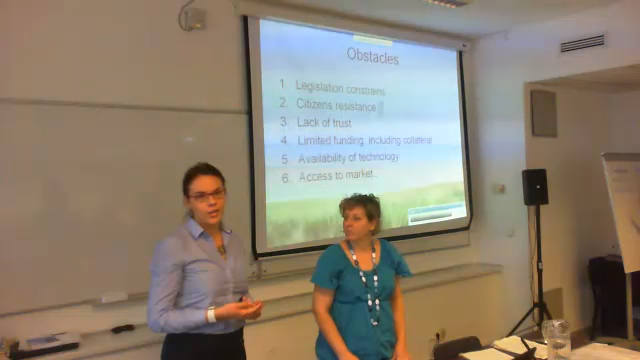 Obstacles
1. Legislation constrains
2. Citizens resistance
3. Lack of trust
4. Limited funding, including collateral
5. Availability of technology
6. Access to market